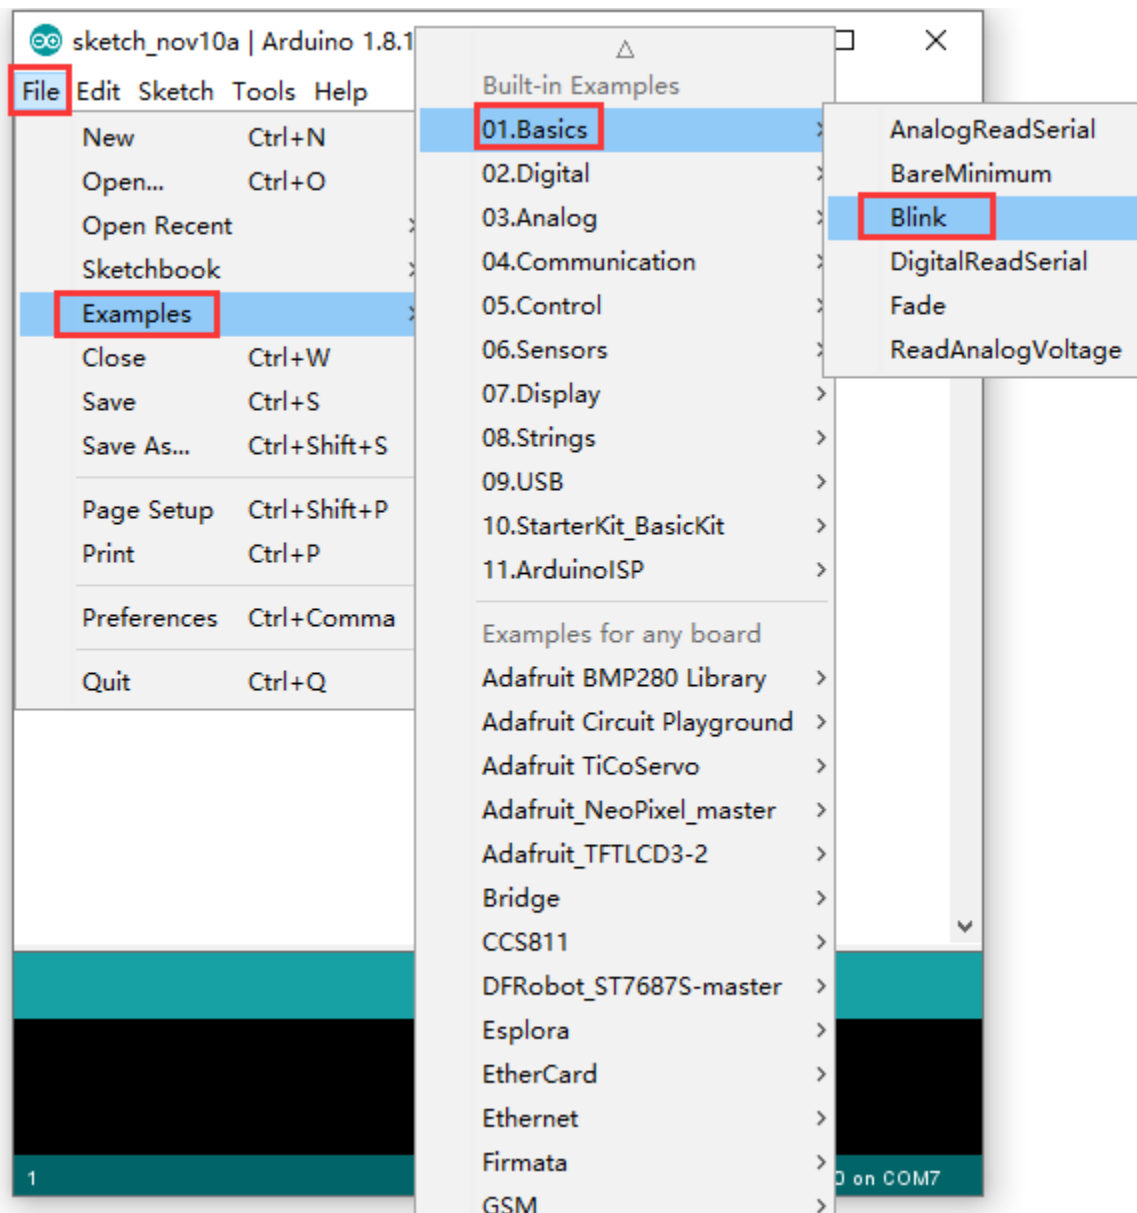 sketch_nov10a | Arduino 1.8.1
File Edit Sketch Tools Help
New Ctrl+N
Open... Ctrl+O
Open Recent
Sketchbook
Examples
Close Ctrl+W
Save Ctrl+S
Save As... Ctrl+Shift+S
Page Setup Ctrl+Shift+P
Print Ctrl+P
Preferences Ctrl+Comma
Quit Ctrl+Q
Built-in Examples
01.Basics
02.Digital
03.Analog
04.Communication
05.Control
06.Sensors
07.Display
08.Strings
09.USB
10.StarterKit_BasicKit
11.ArduinoISP
Examples for any board
Adafruit BMP280 Library
Adafruit Circuit Playground
Adafruit TiCoServo
Adafruit_NeoPixel_master
Adafruit_TFTLCD3-2
Bridge
CCS811
DFRobot_ST7687S-master
Esplora
EtherCard
Ethernet
Firmata
GSM
AnalogReadSerial
BareMinimum
Blink
DigitalReadSerial
Fade
ReadAnalogVoltage
1
on COM7